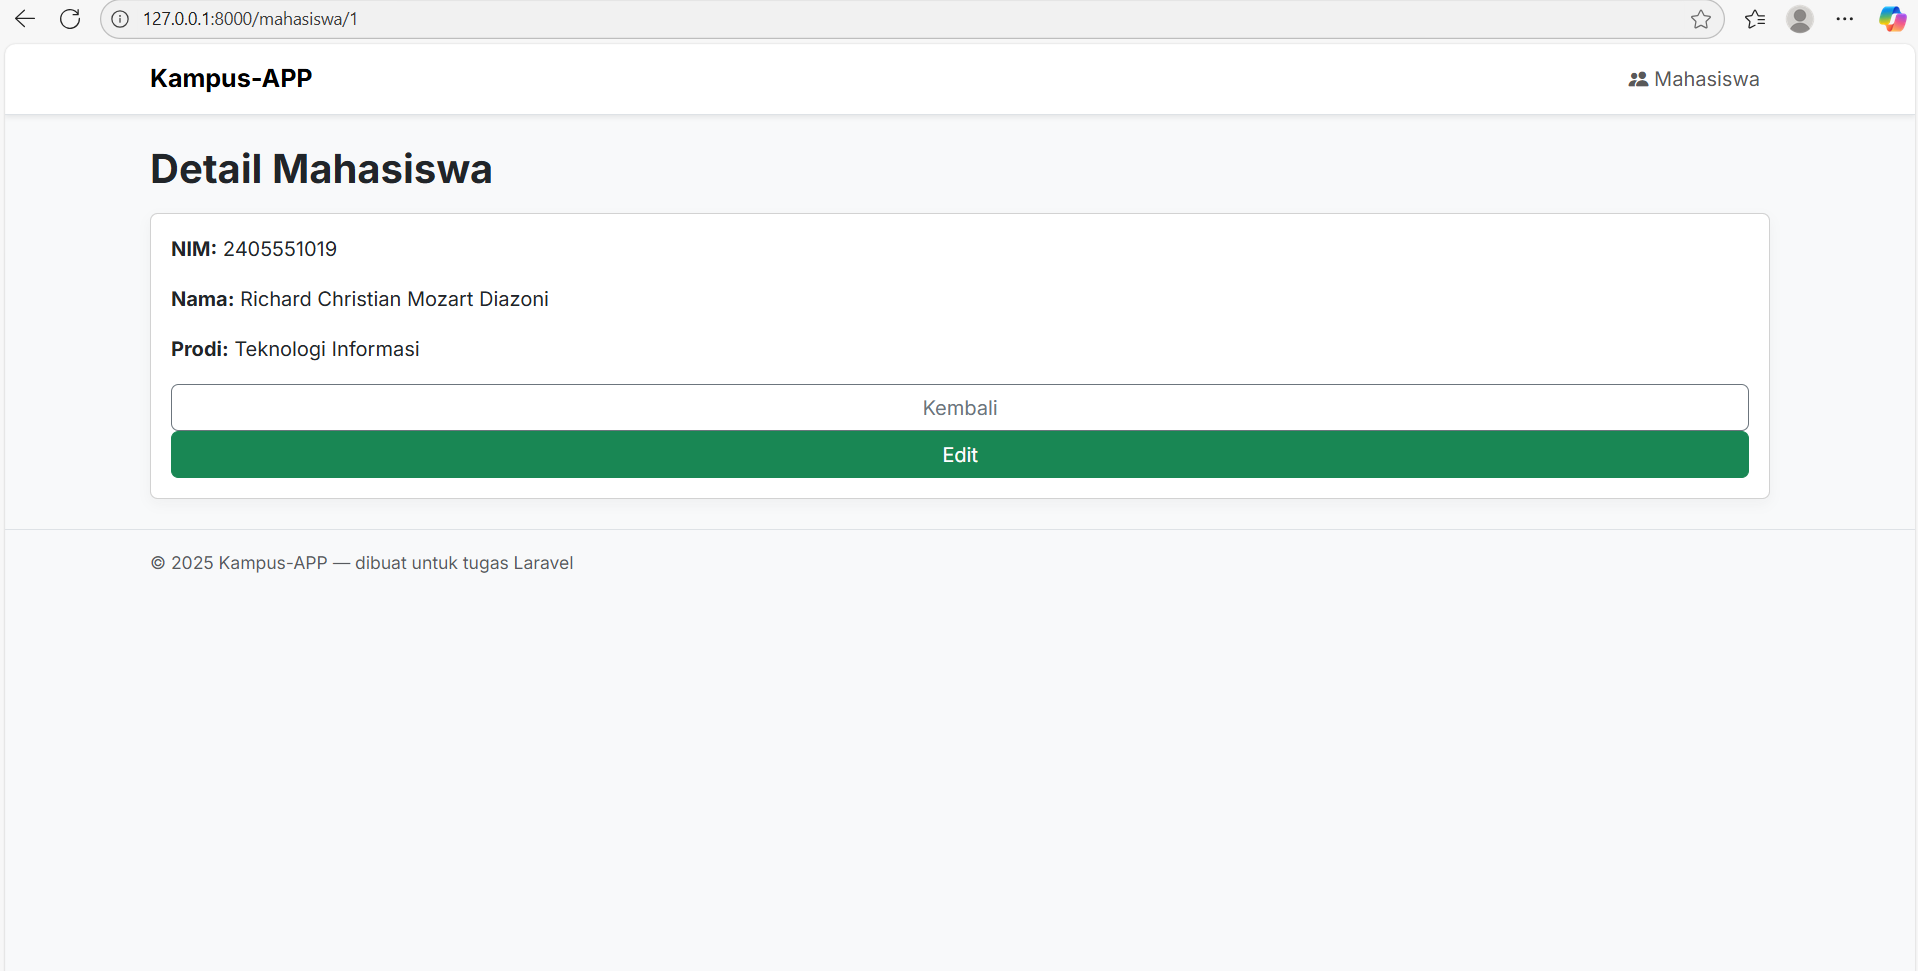 127.0.0.1:8000/mahasiswa/1
Kampus-APP
Mahasiswa
Detail Mahasiswa
NIM: 2405551019
Nama: Richard Christian Mozart Diazoni
Prodi: Teknologi Informasi
Kembali
Edit
© 2025 Kampus-APP — dibuat untuk tugas Laravel